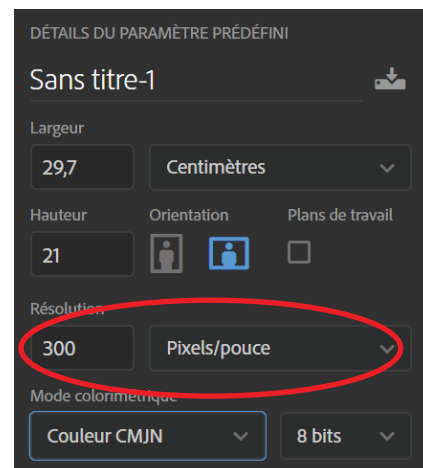 DÉTAILS DU PARAMÈTRE PRÉDÉFINI
Sans titre-1
Largeur
29,7 Centimètres
Hauteur Orientation Plans de travail
21
Résolution
300 Pixels/pouce
Mode colorimétrique
Couleur CMJN 8 bits